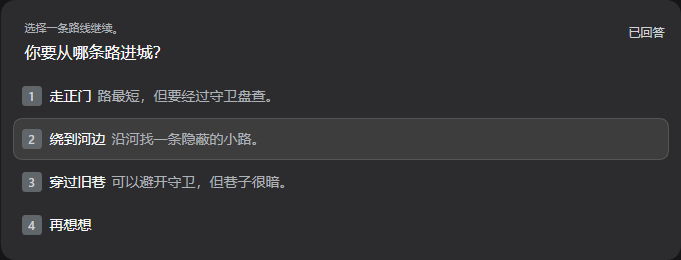 选择一条路线继续。
你要从哪条路进城？
已回答
1 走正门 路最短，但要经过守卫盘查。
2 绕到河边 沿河找一条隐蔽的小路。
3 穿过旧巷 可以避开守卫，但巷子很暗。
4 再想想